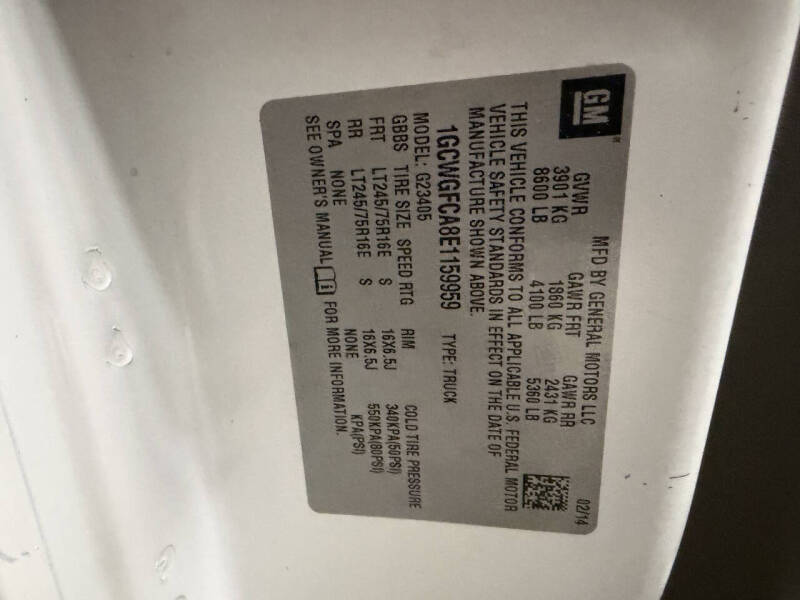 GM
MFD BY GENERAL MOTORS LLC 02/14
GVWR GAWR FRT GAWR RR
3901 KG 1860 KG 2431 KG
8600 LB 4100 LB 5360 LB
THIS VEHICLE CONFORMS TO ALL APPLICABLE U.S. FEDERAL MOTOR
VEHICLE SAFETY STANDARDS IN EFFECT ON THE DATE OF
MANUFACTURE SHOWN ABOVE.
1GCWGFCA8E1159959 TYPE: TRUCK
MODEL: G23405
GBBS TIRE SIZE SPEED RTG RIM COLD TIRE PRESSURE
FRT LT245/75R16E S 16X6.5J 340KPA(50PSI)
RR LT245/75R16E S 16X6.5J 550KPA(80PSI)
SPA NONE NONE KPA(PSI)
SEE OWNER'S MANUAL i FOR MORE INFORMATION.